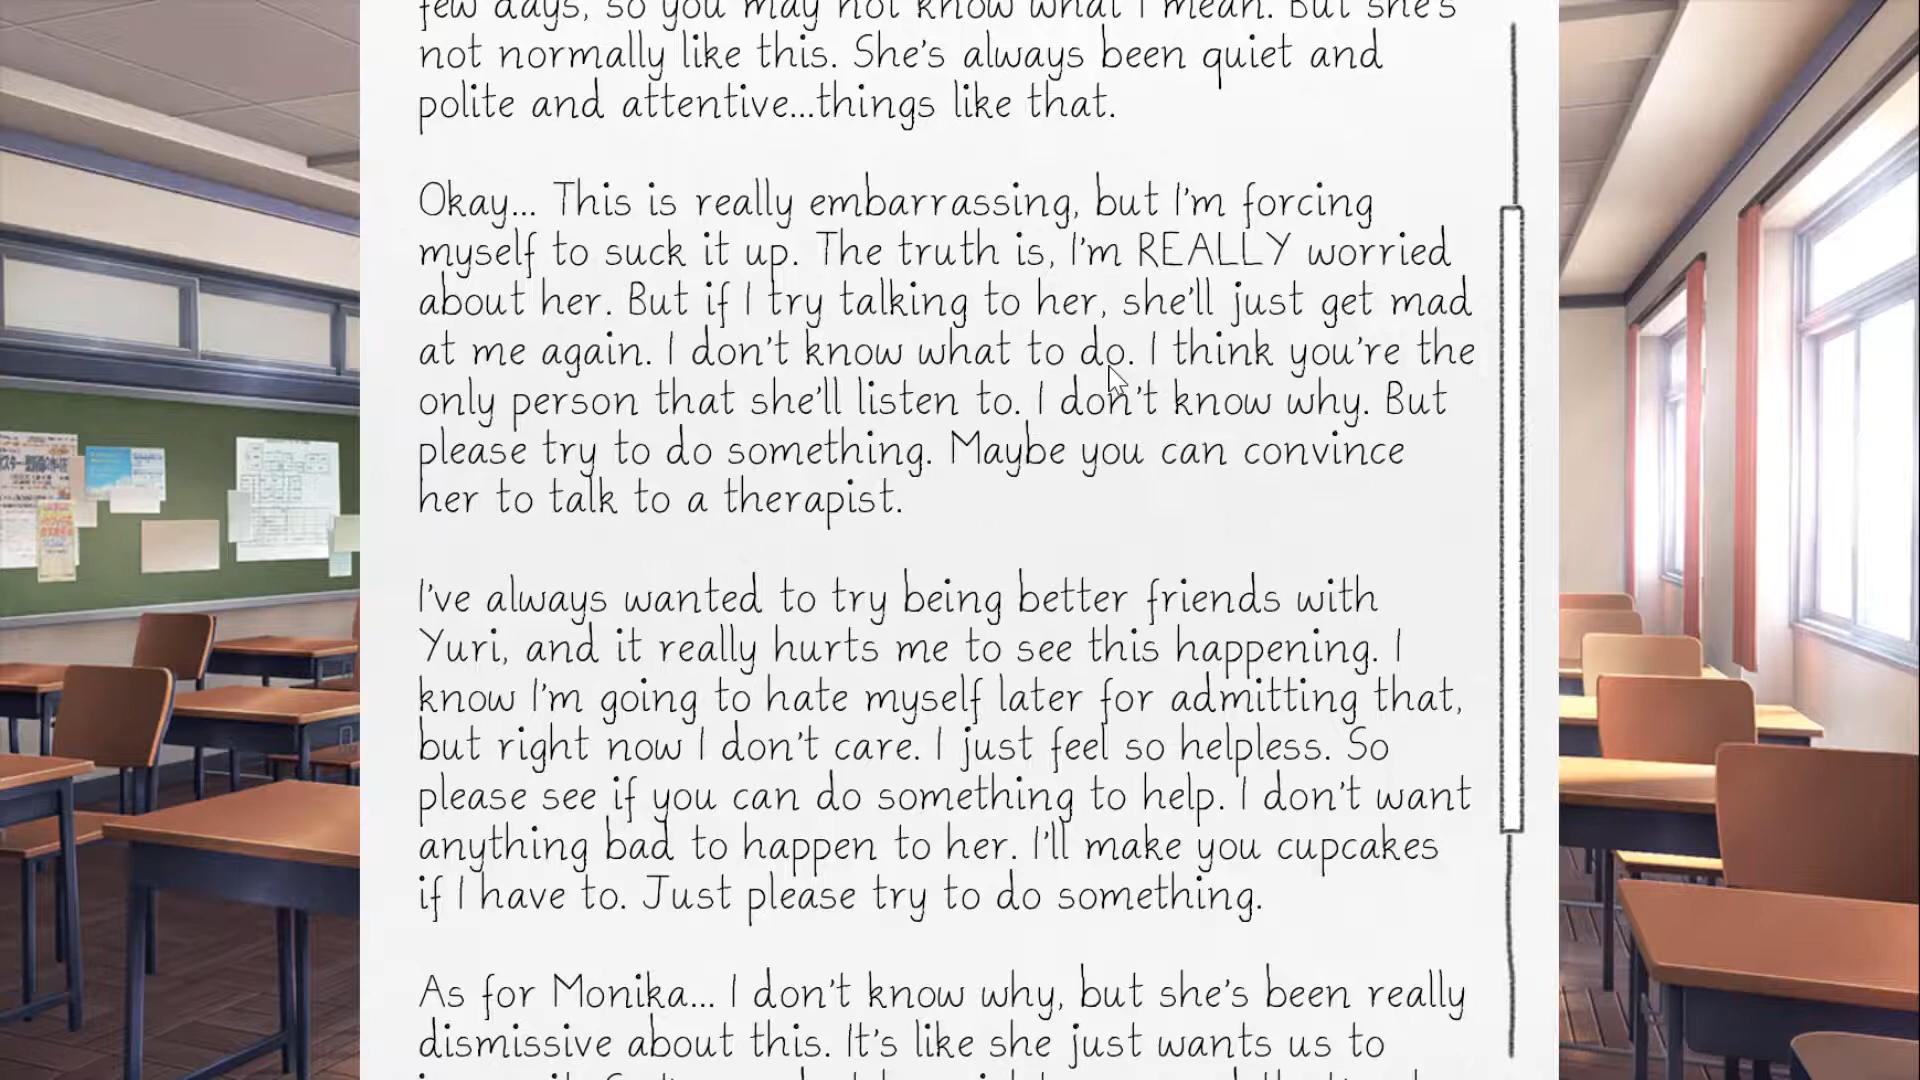 few days, so you may not know what I mean. But she's
not normally like this. She's always been quiet and
polite and attentive...things like that.
Okay... This is really embarrassing, but I'm forcing
myself to suck it up. The truth is, I'm REALLY worried
about her. But if I try talking to her, she'll just get mad
at me again. I don't know what to do. I think you're the
only person that she'll listen to. I don't know why. But
please try to do something. Maybe you can convince
her to talk to a therapist.
I've always wanted to try being better friends with
Yuri, and it really hurts me to see this happening. I
know I'm going to hate myself later for admitting that,
but right now I don't care. I just feel so helpless. So
please see if you can do something to help. I don't want
anything bad to happen to her. I'll make you cupcakes
if I have to. Just please try to do something.
As for Monika... I don't know why, but she's been really
dismissive about this. It's like she just wants us to